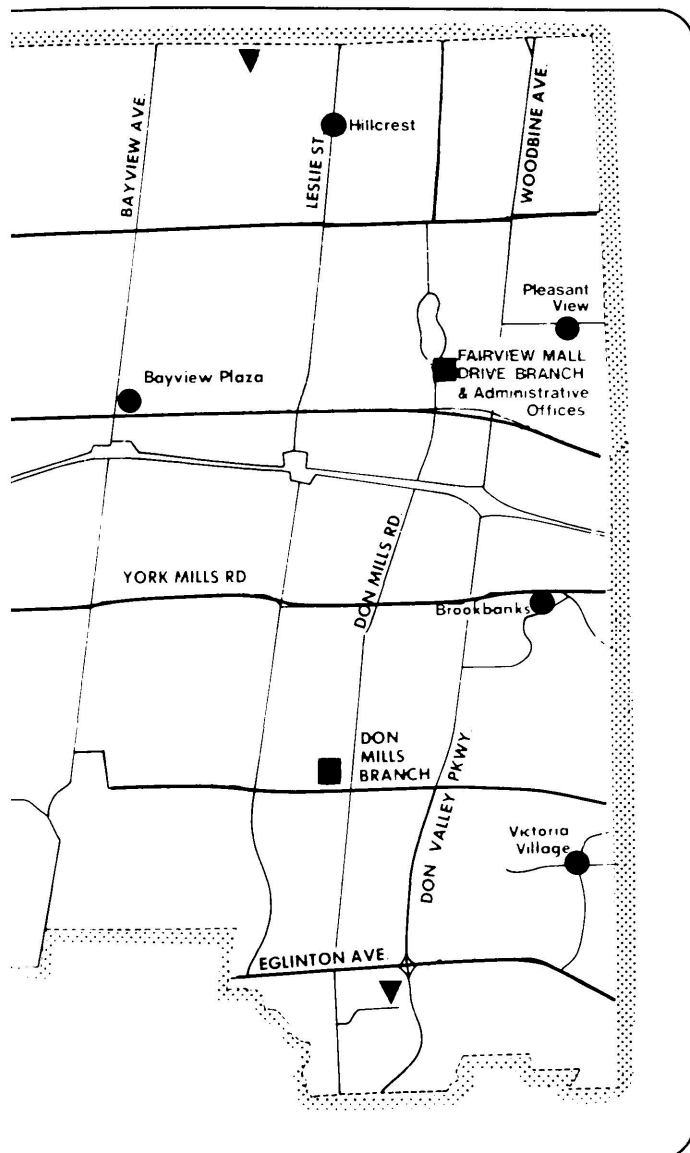 BAYVIEW AVE.
LESLIE ST
Hillcrest
WOODBINE AVE.
Pleasant
View
FAIRVIEW MALL
DRIVE BRANCH
& Administrative
Offices
Bayview Plaza
DON MILLS RD.
YORK MILLS RD
Brookbanks
DON
MILLS
BRANCH
DON VALLEY PKWY.
Victoria
Village
EGLINTON AVE.